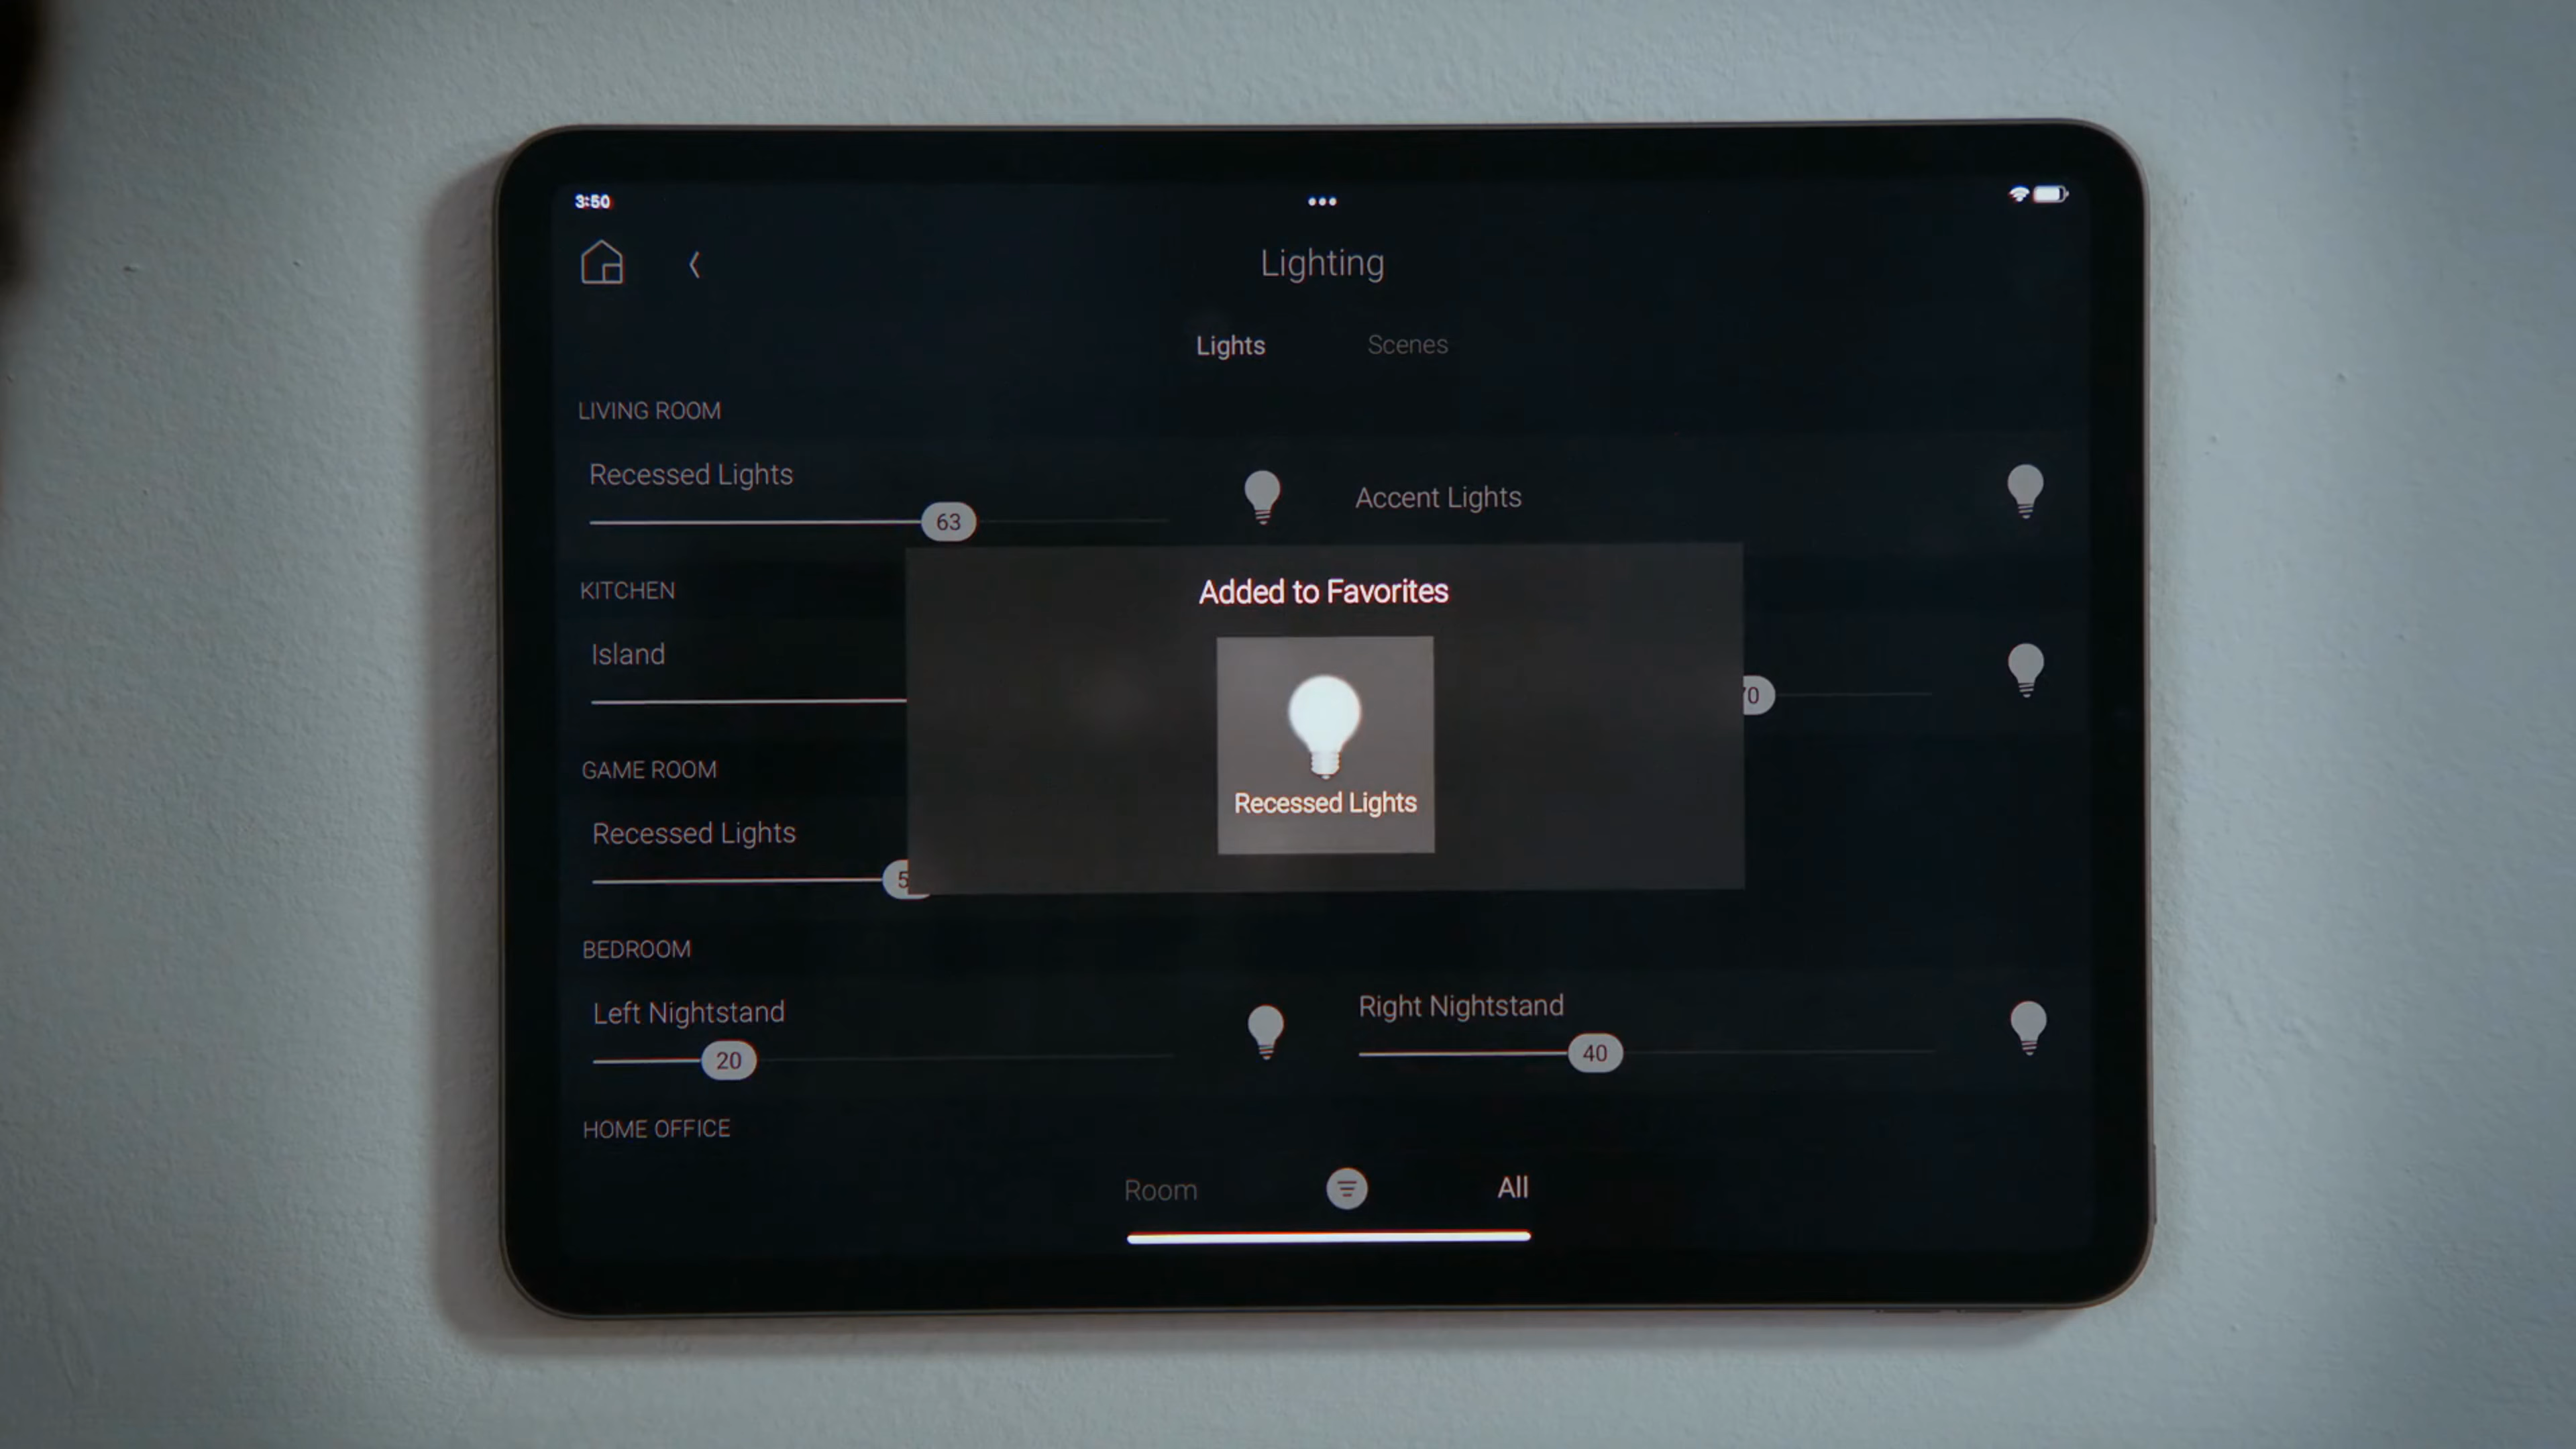 3:50
Lighting
Lights Scenes
LIVING ROOM
Recessed Lights
63
Accent Lights
KITCHEN
Island
Added to Favorites
Recessed Lights
GAME ROOM
Recessed Lights
BEDROOM
Left Nightstand
20
Right Nightstand
40
HOME OFFICE
Room All